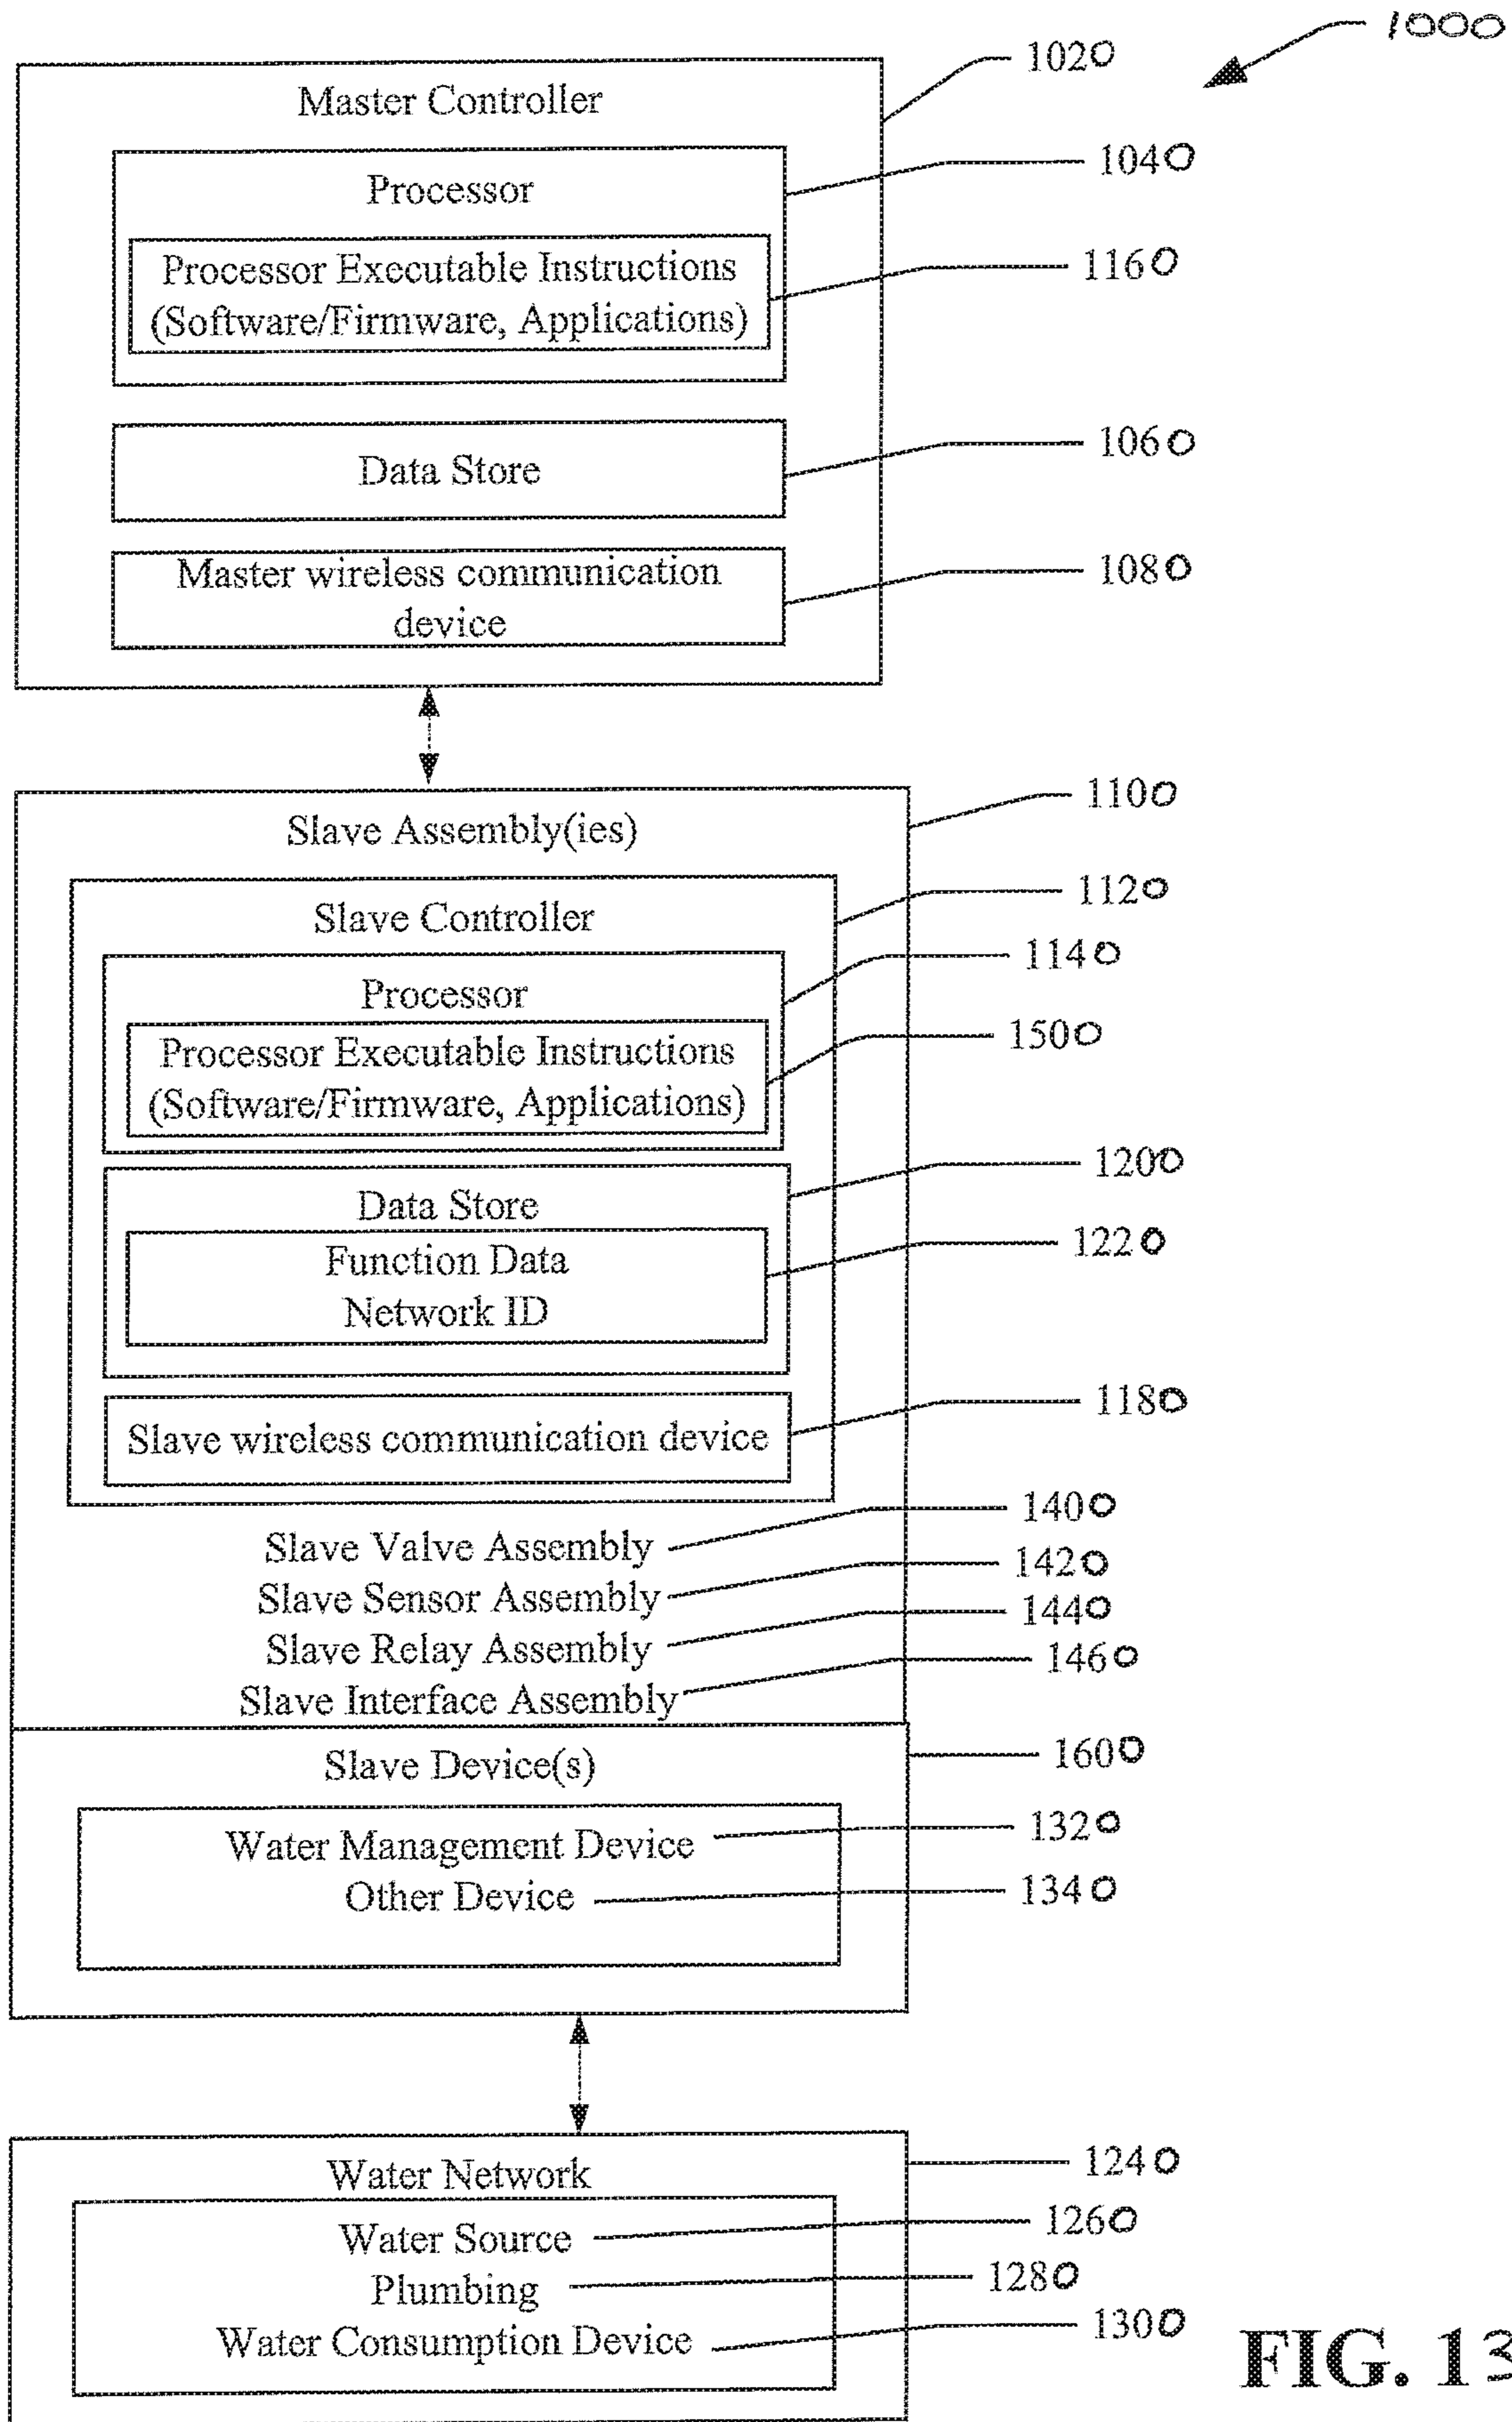 1000
Master Controller
1020
Processor
1040
Processor Executable Instructions
(Software/Firmware, Applications)
1160
Data Store
1060
Master wireless communication
device
1080
Slave Assembly(ies)
1100
Slave Controller
1120
Processor
1140
Processor Executable Instructions
(Software/Firmware, Applications)
1500
Data Store
1200
Function Data
Network ID
1220
Slave wireless communication device
1180
Slave Valve Assembly
1400
Slave Sensor Assembly
1420
Slave Relay Assembly
1440
Slave Interface Assembly
1460
Slave Device(s)
1600
Water Management Device
1320
Other Device
1340
Water Network
1240
Water Source
1260
Plumbing
1280
Water Consumption Device
1300
FIG. 13